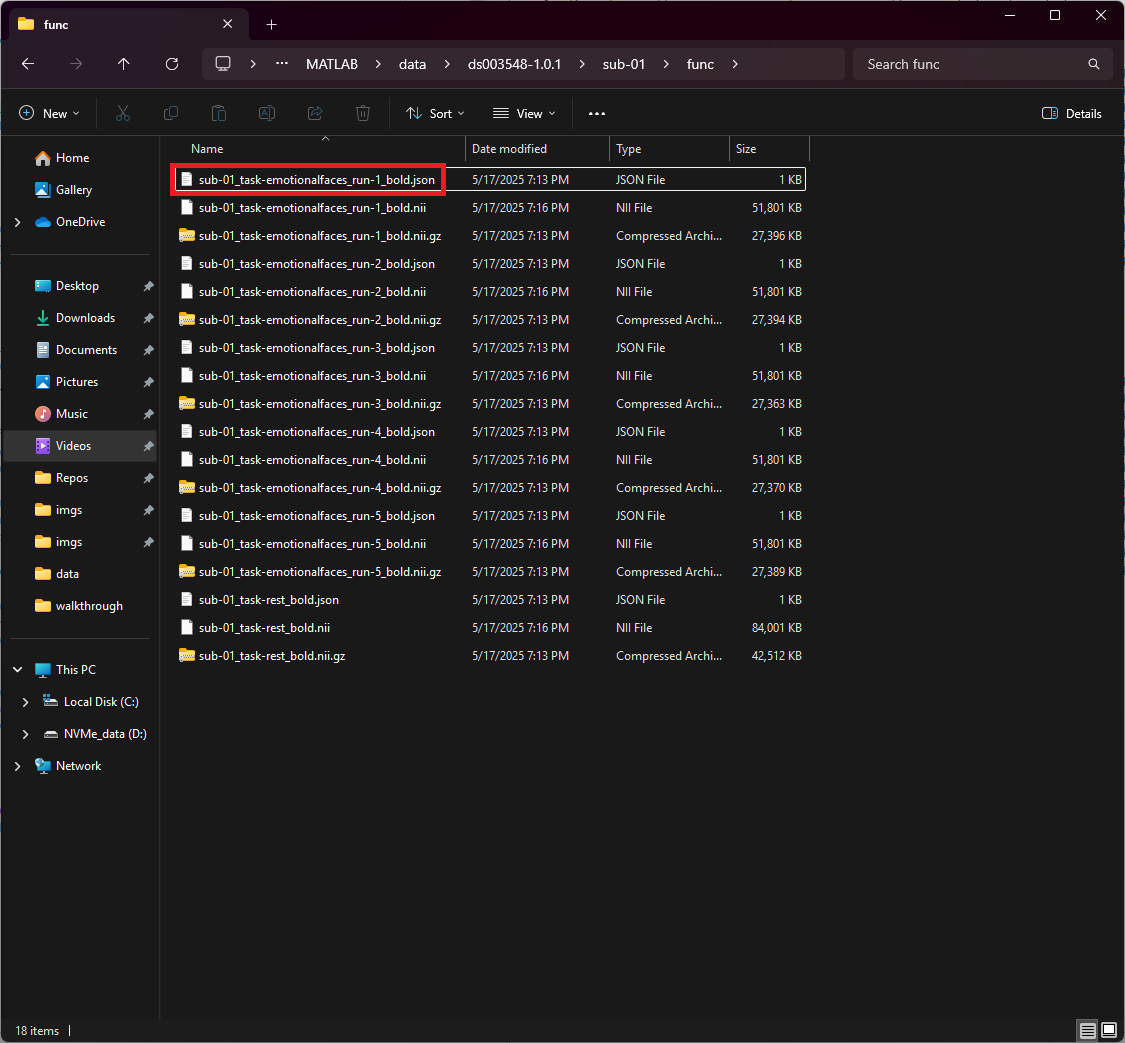 func
MATLAB data ds003548-1.0.1 sub-01 func
Search func
New Sort View Details
Home
Gallery
OneDrive
Desktop
Downloads
Documents
Pictures
Music
Videos
Repos
imgs
imgs
data
walkthrough
This PC
Local Disk (C:)
NVMe_data (D:)
Network
Name Date modified Type Size
sub-01_task-emotionalfaces_run-1_bold.json 5/17/2025 7:13 PM JSON File 1 KB
sub-01_task-emotionalfaces_run-1_bold.nii 5/17/2025 7:16 PM NII File 51,801 KB
sub-01_task-emotionalfaces_run-1_bold.nii.gz 5/17/2025 7:13 PM Compressed Archi... 27,396 KB
sub-01_task-emotionalfaces_run-2_bold.json 5/17/2025 7:13 PM JSON File 1 KB
sub-01_task-emotionalfaces_run-2_bold.nii 5/17/2025 7:16 PM NII File 51,801 KB
sub-01_task-emotionalfaces_run-2_bold.nii.gz 5/17/2025 7:13 PM Compressed Archi... 27,394 KB
sub-01_task-emotionalfaces_run-3_bold.json 5/17/2025 7:13 PM JSON File 1 KB
sub-01_task-emotionalfaces_run-3_bold.nii 5/17/2025 7:16 PM NII File 51,801 KB
sub-01_task-emotionalfaces_run-3_bold.nii.gz 5/17/2025 7:13 PM Compressed Archi... 27,363 KB
sub-01_task-emotionalfaces_run-4_bold.json 5/17/2025 7:13 PM JSON File 1 KB
sub-01_task-emotionalfaces_run-4_bold.nii 5/17/2025 7:16 PM NII File 51,801 KB
sub-01_task-emotionalfaces_run-4_bold.nii.gz 5/17/2025 7:13 PM Compressed Archi... 27,370 KB
sub-01_task-emotionalfaces_run-5_bold.json 5/17/2025 7:13 PM JSON File 1 KB
sub-01_task-emotionalfaces_run-5_bold.nii 5/17/2025 7:16 PM NII File 51,801 KB
sub-01_task-emotionalfaces_run-5_bold.nii.gz 5/17/2025 7:13 PM Compressed Archi... 27,389 KB
sub-01_task-rest_bold.json 5/17/2025 7:13 PM JSON File 1 KB
sub-01_task-rest_bold.nii 5/17/2025 7:16 PM NII File 84,001 KB
sub-01_task-rest_bold.nii.gz 5/17/2025 7:13 PM Compressed Archi... 42,512 KB
18 items